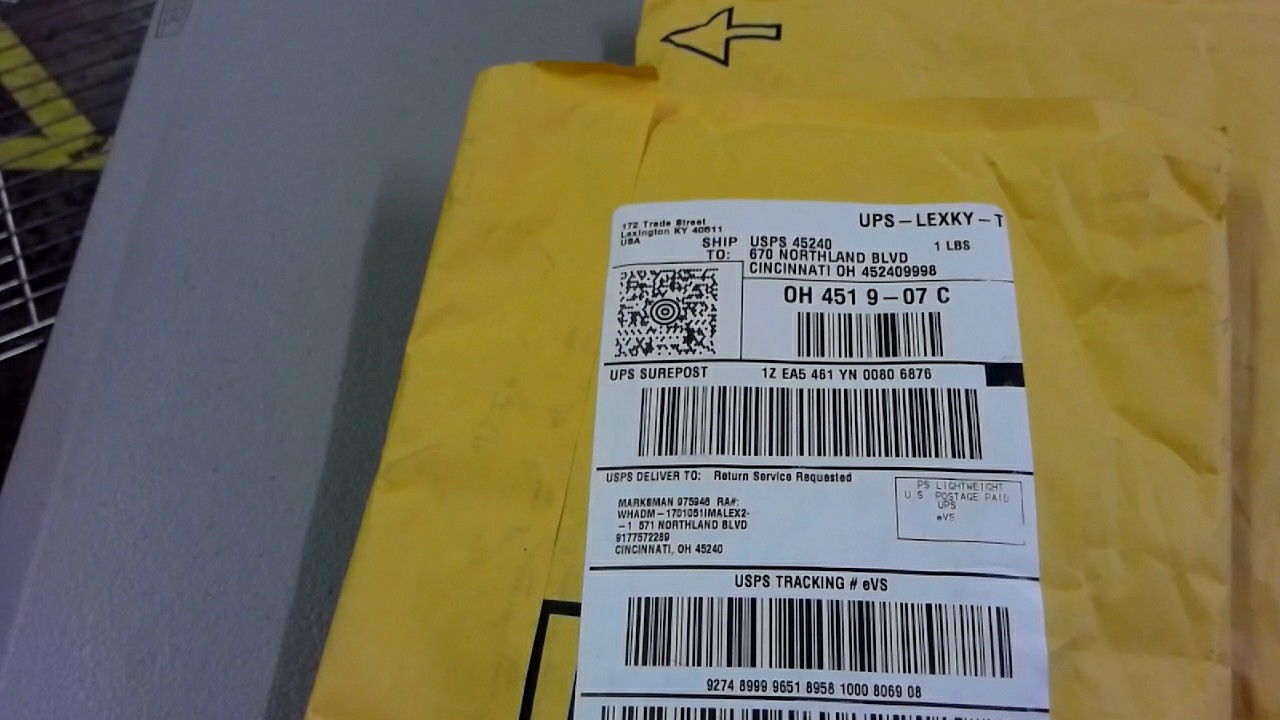 UPS-LEXKY-T
172 Trade Street
Lexington KY 40511
USA
SHIP TO:
USPS 45240
1 LBS
670 NORTHLAND BLVD
CINCINNATI OH 452409998
OH 451 9-07 C
UPS SUREPOST
1Z EA5 461 YN 0080 6876
USPS DELIVER TO: Return Service Requested
MARKSMAN 975946 RA#:
WHADM-1701051IMALEX2-
-1 571 NORTHLAND BLVD
9177572289
CINCINNATI, OH 45240
PS LIGHTWEIGHT
U.S POSTAGE PAID
UPS
eVS
USPS TRACKING # eVS
9274 8999 9651 8958 1000 8069 08